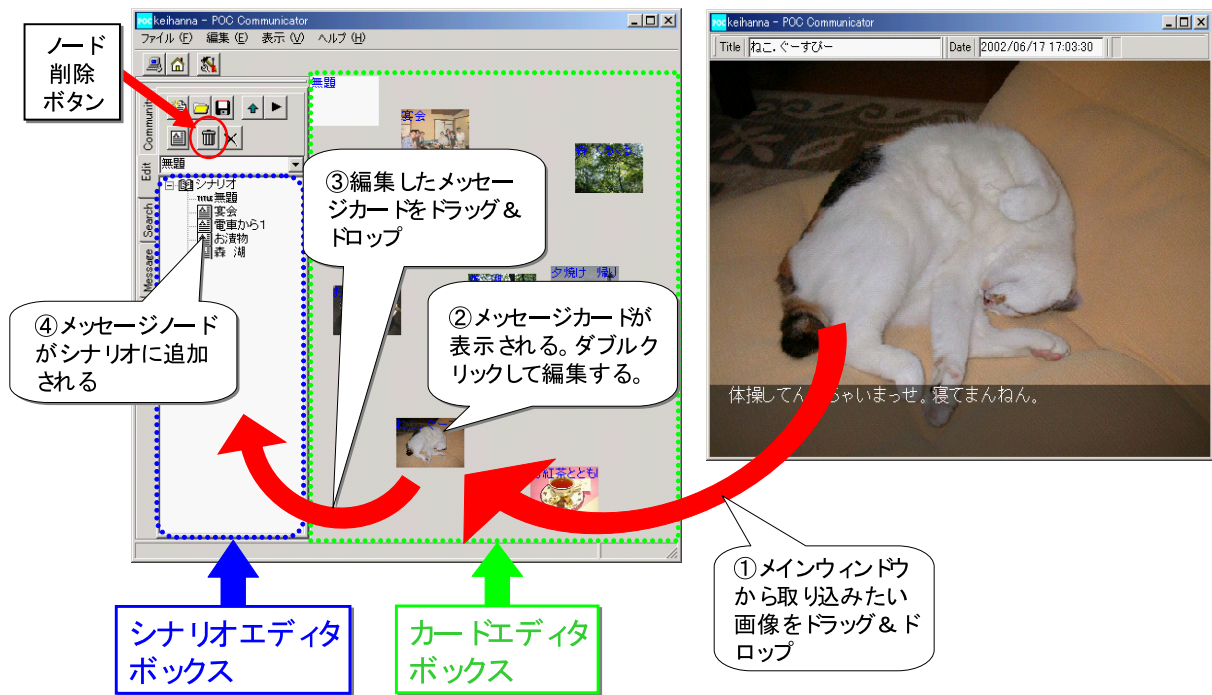 keihanna - POC Communicator
ファイル (F) 編集 (E) 表示 (V) ヘルプ (H)
ノード
削除
ボタン
Edit
Search
Message
無題
シナリオ
無題
宴会
電車から1
お漬物
森 湖
無題
宴会
夕焼け 帰り
紅茶ととも
③編集したメッセー
ジカードをドラッグ&
ドロップ
②メッセージカードが
表示される。ダブルク
リックして編集する。
④メッセージノード
がシナリオに追加
される
シナリオエディタ
ボックス
カードエディタ
ボックス
keihanna - POC Communicator
Title ねこ.ぐーすぴー Date 2002/06/17 17:03:30
体操してん ちゃいまっせ。寝てまんねん。
①メインウィンドウ
から取り込みたい
画像をドラッグ&ド
ロップ